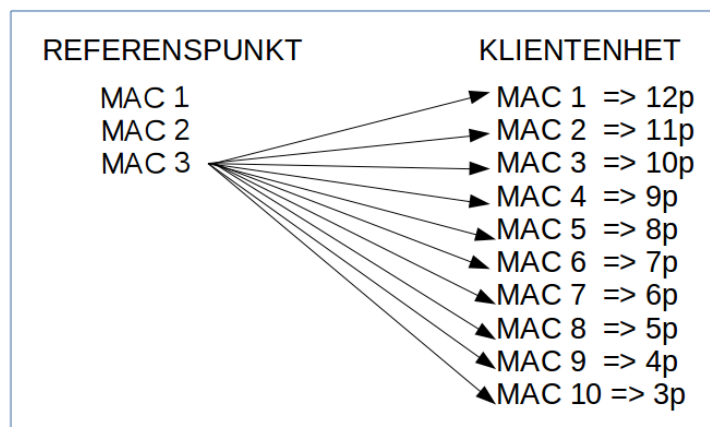 REFERENSPUNKT
MAC 1
MAC 2
MAC 3
KLIENTENHET
MAC 1 => 12p
MAC 2 => 11p
MAC 3 => 10p
MAC 4 => 9p
MAC 5 => 8p
MAC 6 => 7p
MAC 7 => 6p
MAC 8 => 5p
MAC 9 => 4p
MAC 10 => 3p